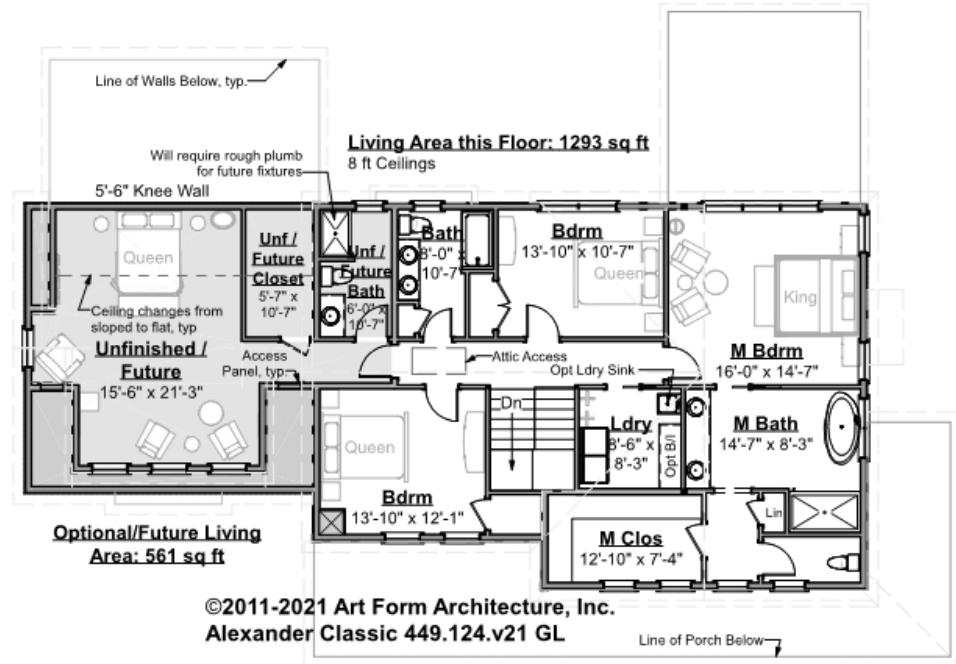 Line of Walls Below, typ.
Living Area this Floor: 1293 sq ft
8 ft Ceilings
Will require rough plumb
for future fixtures
5'-6" Knee Wall
Queen
Unf /
Future
Closet
5'-7" x
10'-7"
Unf /
Future
Bath
6'-0" x
10'-7"
Bath
8'-0" x
10'-7"
Bdrm
13'-10" x 10'-7"
Queen
King
M Bdrm
16'-0" x 14'-7"
Ceiling changes from
sloped to flat, typ
Unfinished /
Future
15'-6" x 21'-3"
Access
Panel, typ.
Attic Access
Opt Ldry Sink
Dn
Ldry
8'-6" x
8'-3"
Opt B/I
M Bath
14'-7" x 8'-3"
Queen
Bdrm
13'-10" x 12'-1"
Lin
M Clos
12'-10" x 7'-4"
Optional/Future Living
Area: 561 sq ft
©2011-2021 Art Form Architecture, Inc.
Alexander Classic 449.124.v21 GL
Line of Porch Below